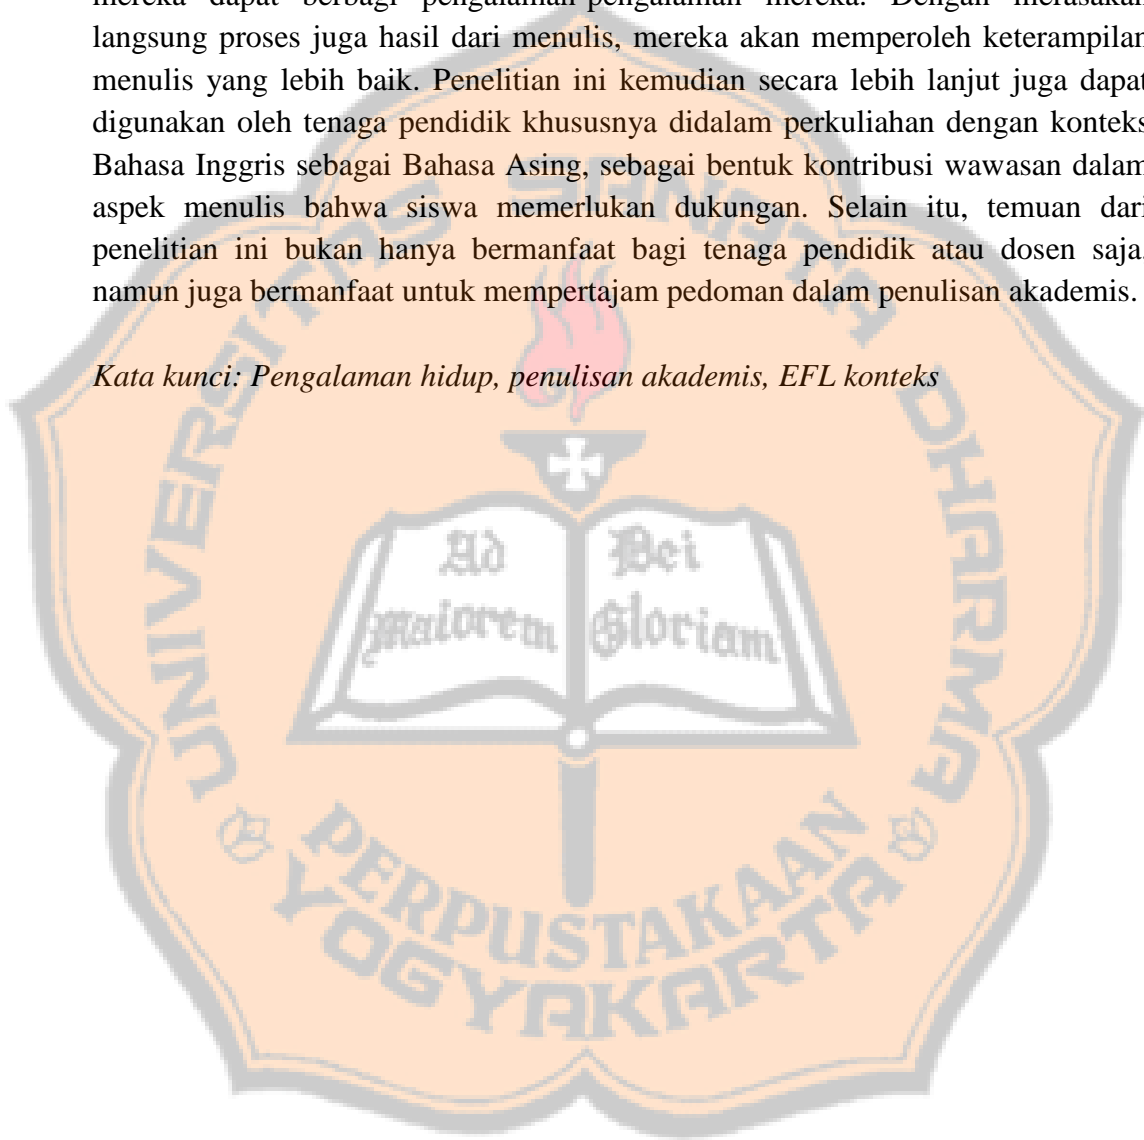 mereka dapat berbagi pengalaman-pengalaman mereka. Dengan merasakan
langsung proses juga hasil dari menulis, mereka akan memperoleh keterampilan
menulis yang lebih baik. Penelitian ini kemudian secara lebih lanjut juga dapat
digunakan oleh tenaga pendidik khususnya didalam perkuliahan dengan konteks
Bahasa Inggris sebagai Bahasa Asing, sebagai bentuk kontribusi wawasan dalam
aspek menulis bahwa siswa memerlukan dukungan. Selain itu, temuan dari
penelitian ini bukan hanya bermanfaat bagi tenaga pendidik atau dosen saja,
namun juga bermanfaat untuk mempertajam pedoman dalam penulisan akademis.
Kata kunci: Pengalaman hidup, penulisan akademis, EFL konteks
UNIVERSITAS SANATA DHARMA
Ad Dei
Maiorem Gloriam
PERPUSTAKAAN
YOGYAKARTA